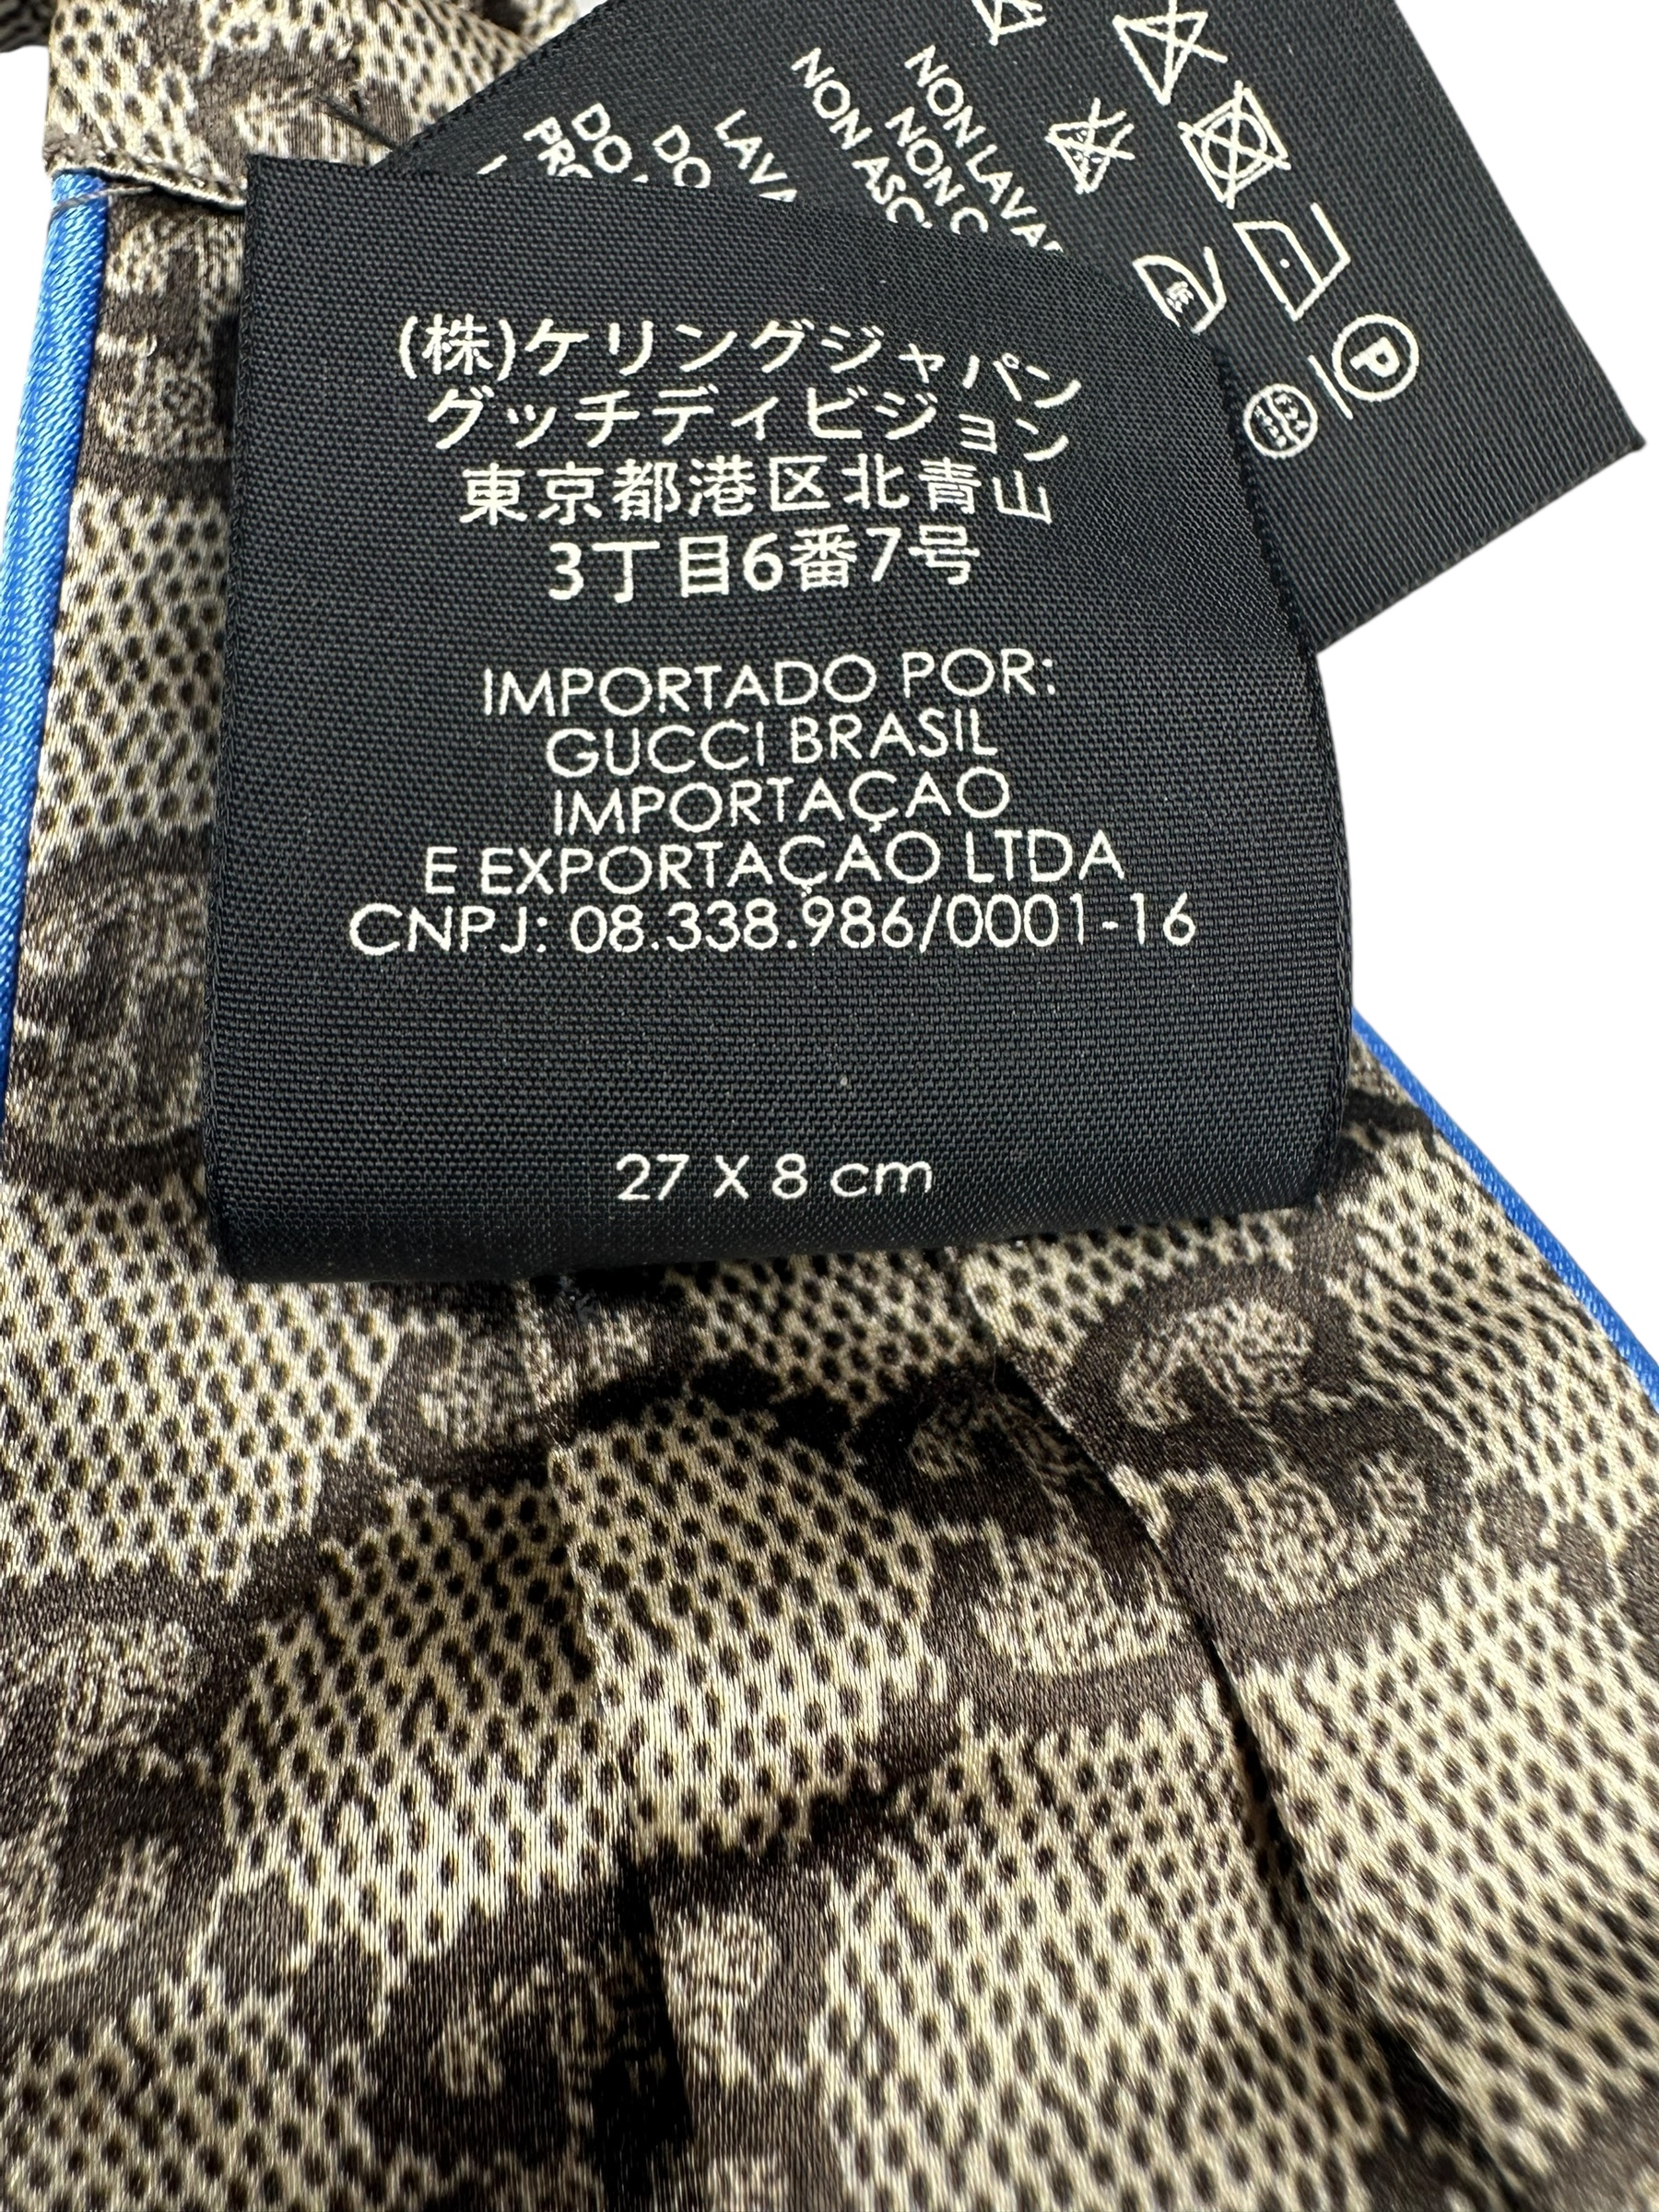 (株)ケリングジャパン
グッチディビジョン
東京都港区北青山
3丁目6番7号
IMPORTADO POR:
GUCCI BRASIL
IMPORTAÇAO
E EXPORTAÇAO LTDA
CNPJ: 08.338.986/0001-16
27 X 8 cm
NON
NON
NON
DO
P